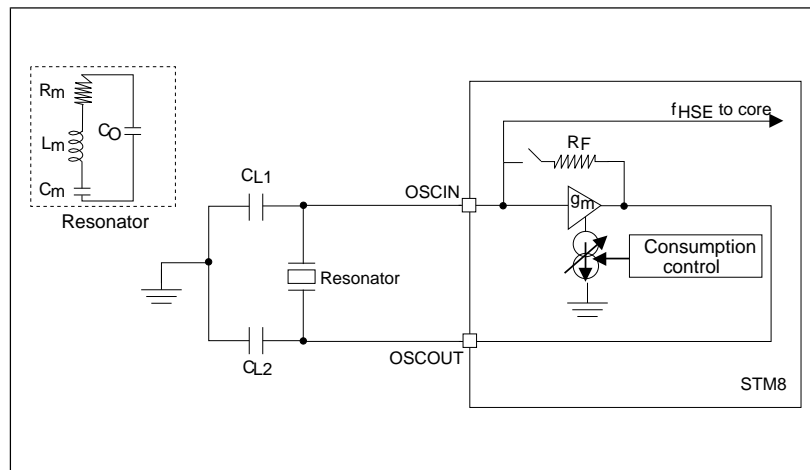 Rm
Lm
Cm
CO
Resonator
fHSE to core
RF
CL1
OSCIN
gm
Resonator
Consumption
control
CL2
OSCOUT
STM8